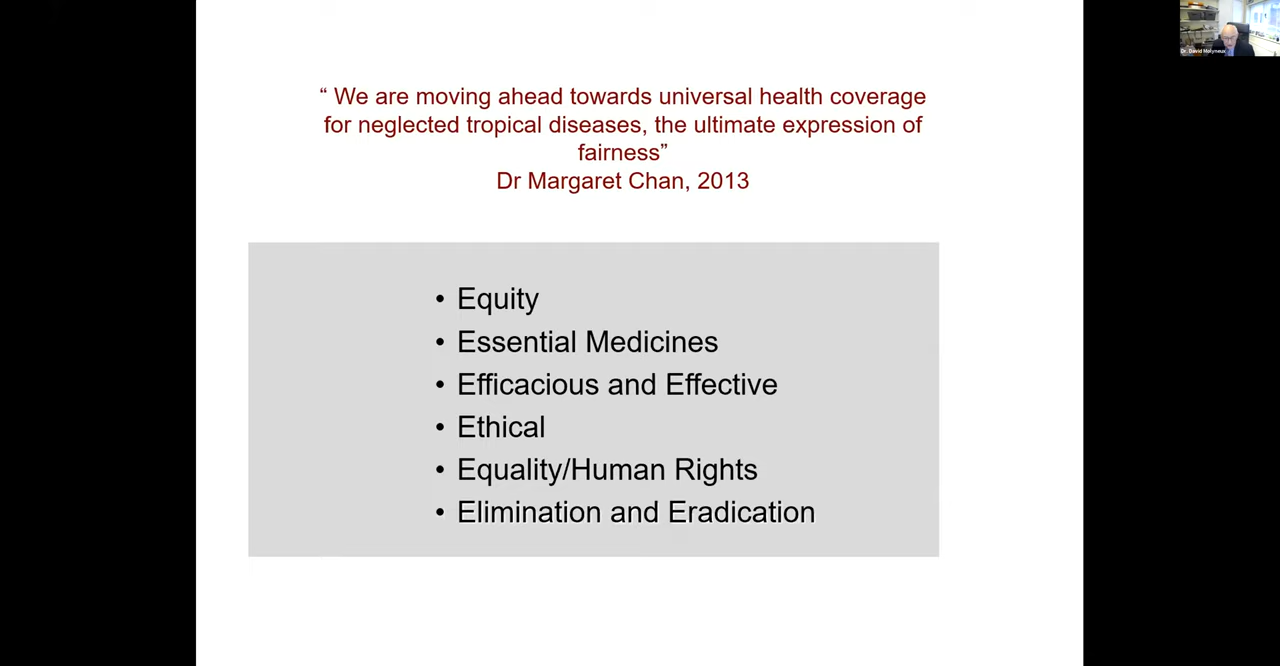 “ We are moving ahead towards universal health coverage
for neglected tropical diseases, the ultimate expression of
fairness”
Dr Margaret Chan, 2013
• Equity
• Essential Medicines
• Efficacious and Effective
• Ethical
• Equality/Human Rights
• Elimination and Eradication
Dr. David Molyneux